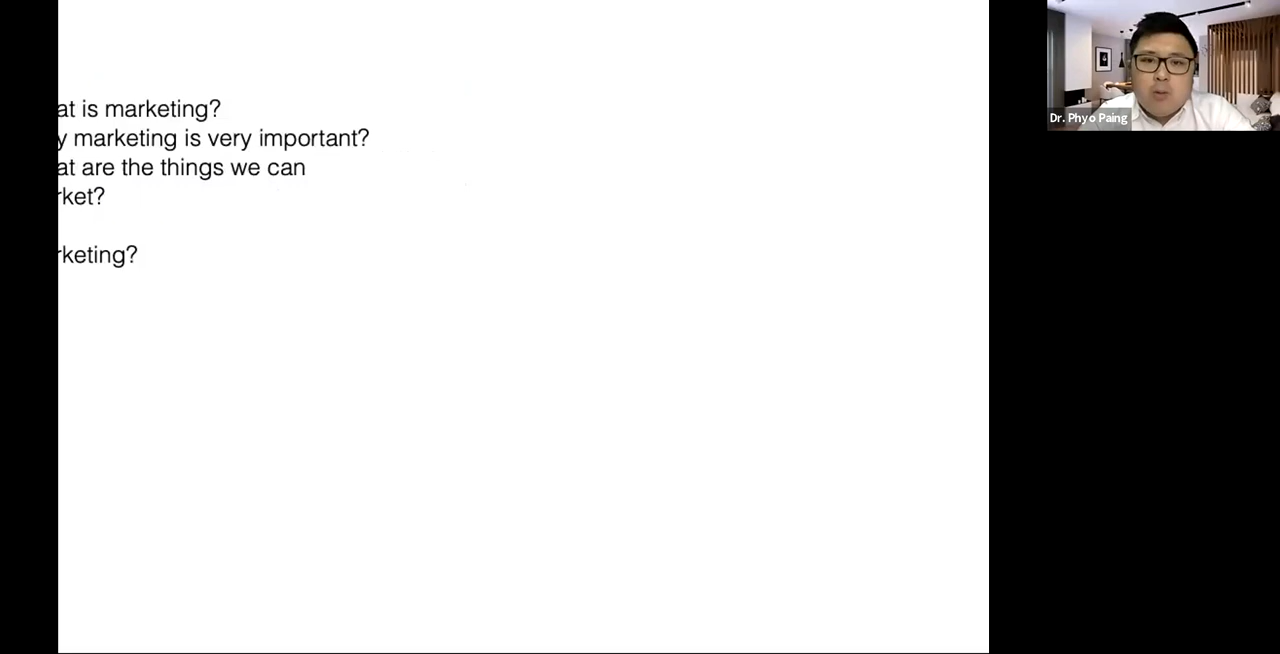 at is marketing?
y marketing is very important?
at are the things we can
rket?
rketing?
Dr. Phyo Paing